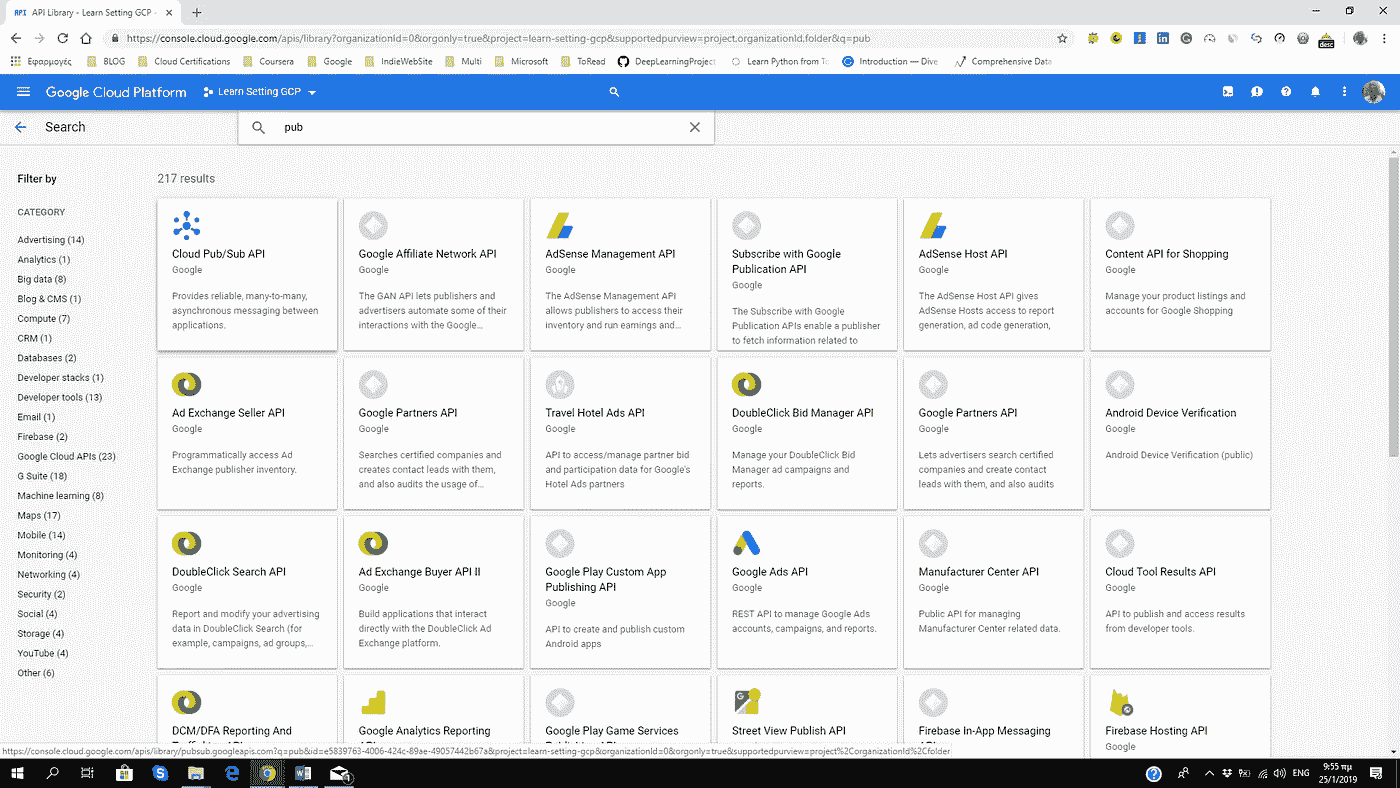 API Library - Learn Setting GCP -
https://console.cloud.google.com/apis/library?organizationId=0&orgonly=true&project=learn-setting-gcp&supportedpurview=project,organizationId,folder&q=pub
Εφαρμογές BLOG Cloud Certifications Coursera Google IndieWebSite Multi Microsoft ToRead DeepLearningProject Learn Python from To Introduction — Dive Comprehensive Data
Google Cloud Platform Learn Setting GCP
Search pub
Filter by 217 results
CATEGORY
Advertising (14)
Analytics (1)
Big data (8)
Blog & CMS (1)
Compute (7)
CRM (1)
Databases (2)
Developer stacks (1)
Developer tools (13)
Email (1)
Firebase (2)
Google Cloud APIs (23)
G Suite (18)
Machine learning (8)
Maps (17)
Mobile (14)
Monitoring (4)
Networking (4)
Security (2)
Social (4)
Storage (4)
YouTube (4)
Other (6)
Cloud Pub/Sub API
Google
Provides reliable, many-to-many,
asynchronous messaging between
applications.
Google Affiliate Network API
Google
The GAN API lets publishers and
advertisers automate some of their
interactions with the Google...
AdSense Management API
Google
The AdSense Management API
allows publishers to access their
inventory and run earnings and...
Subscribe with Google
Publication API
Google
The Subscribe with Google
Publication APIs enable a publisher
to fetch information related to
AdSense Host API
Google
The AdSense Host API gives
AdSense Hosts access to report
generation, ad code generation,
Content API for Shopping
Google
Manage your product listings and
accounts for Google Shopping
Ad Exchange Seller API
Google
Programmatically access Ad
Exchange publisher inventory.
Google Partners API
Google
Searches certified companies and
creates contact leads with them,
and also audits the usage of...
Travel Hotel Ads API
Google
API to access/manage partner bid
and participation data for Google's
Hotel Ads partners
DoubleClick Bid Manager API
Google
Manage your DoubleClick Bid
Manager ad campaigns and
reports.
Google Partners API
Google
Lets advertisers search certified
companies and create contact
leads with them, and also audits
Android Device Verification
Google
Android Device Verification (public)
DoubleClick Search API
Google
Report and modify your advertising
data in DoubleClick Search (for
example, campaigns, ad groups,...
Ad Exchange Buyer API II
Google
Build applications that interact
directly with the DoubleClick Ad
Exchange platform.
Google Play Custom App
Publishing API
Google
API to create and publish custom
Android apps
Google Ads API
Google
REST API to manage Google Ads
accounts, campaigns, and reports.
Manufacturer Center API
Google
Public API for managing
Manufacturer Center related data.
Cloud Tool Results API
Google
API to publish and access results
from developer tools.
DCM/DFA Reporting And
Google Analytics Reporting
Google Play Game Services
Street View Publish API
Firebase In-App Messaging
Firebase Hosting API
Google
https://console.cloud.google.com/apis/library/pubsub.googleapis.com?q=pub&id=e5839763-4006-424c-89ae-49057442b67a&project=learn-setting-gcp&organizationId=0&orgonly=true&supportedpurview=project%2CorganizationId%2Cfolder
ENG 9:55 πμ
25/1/2019